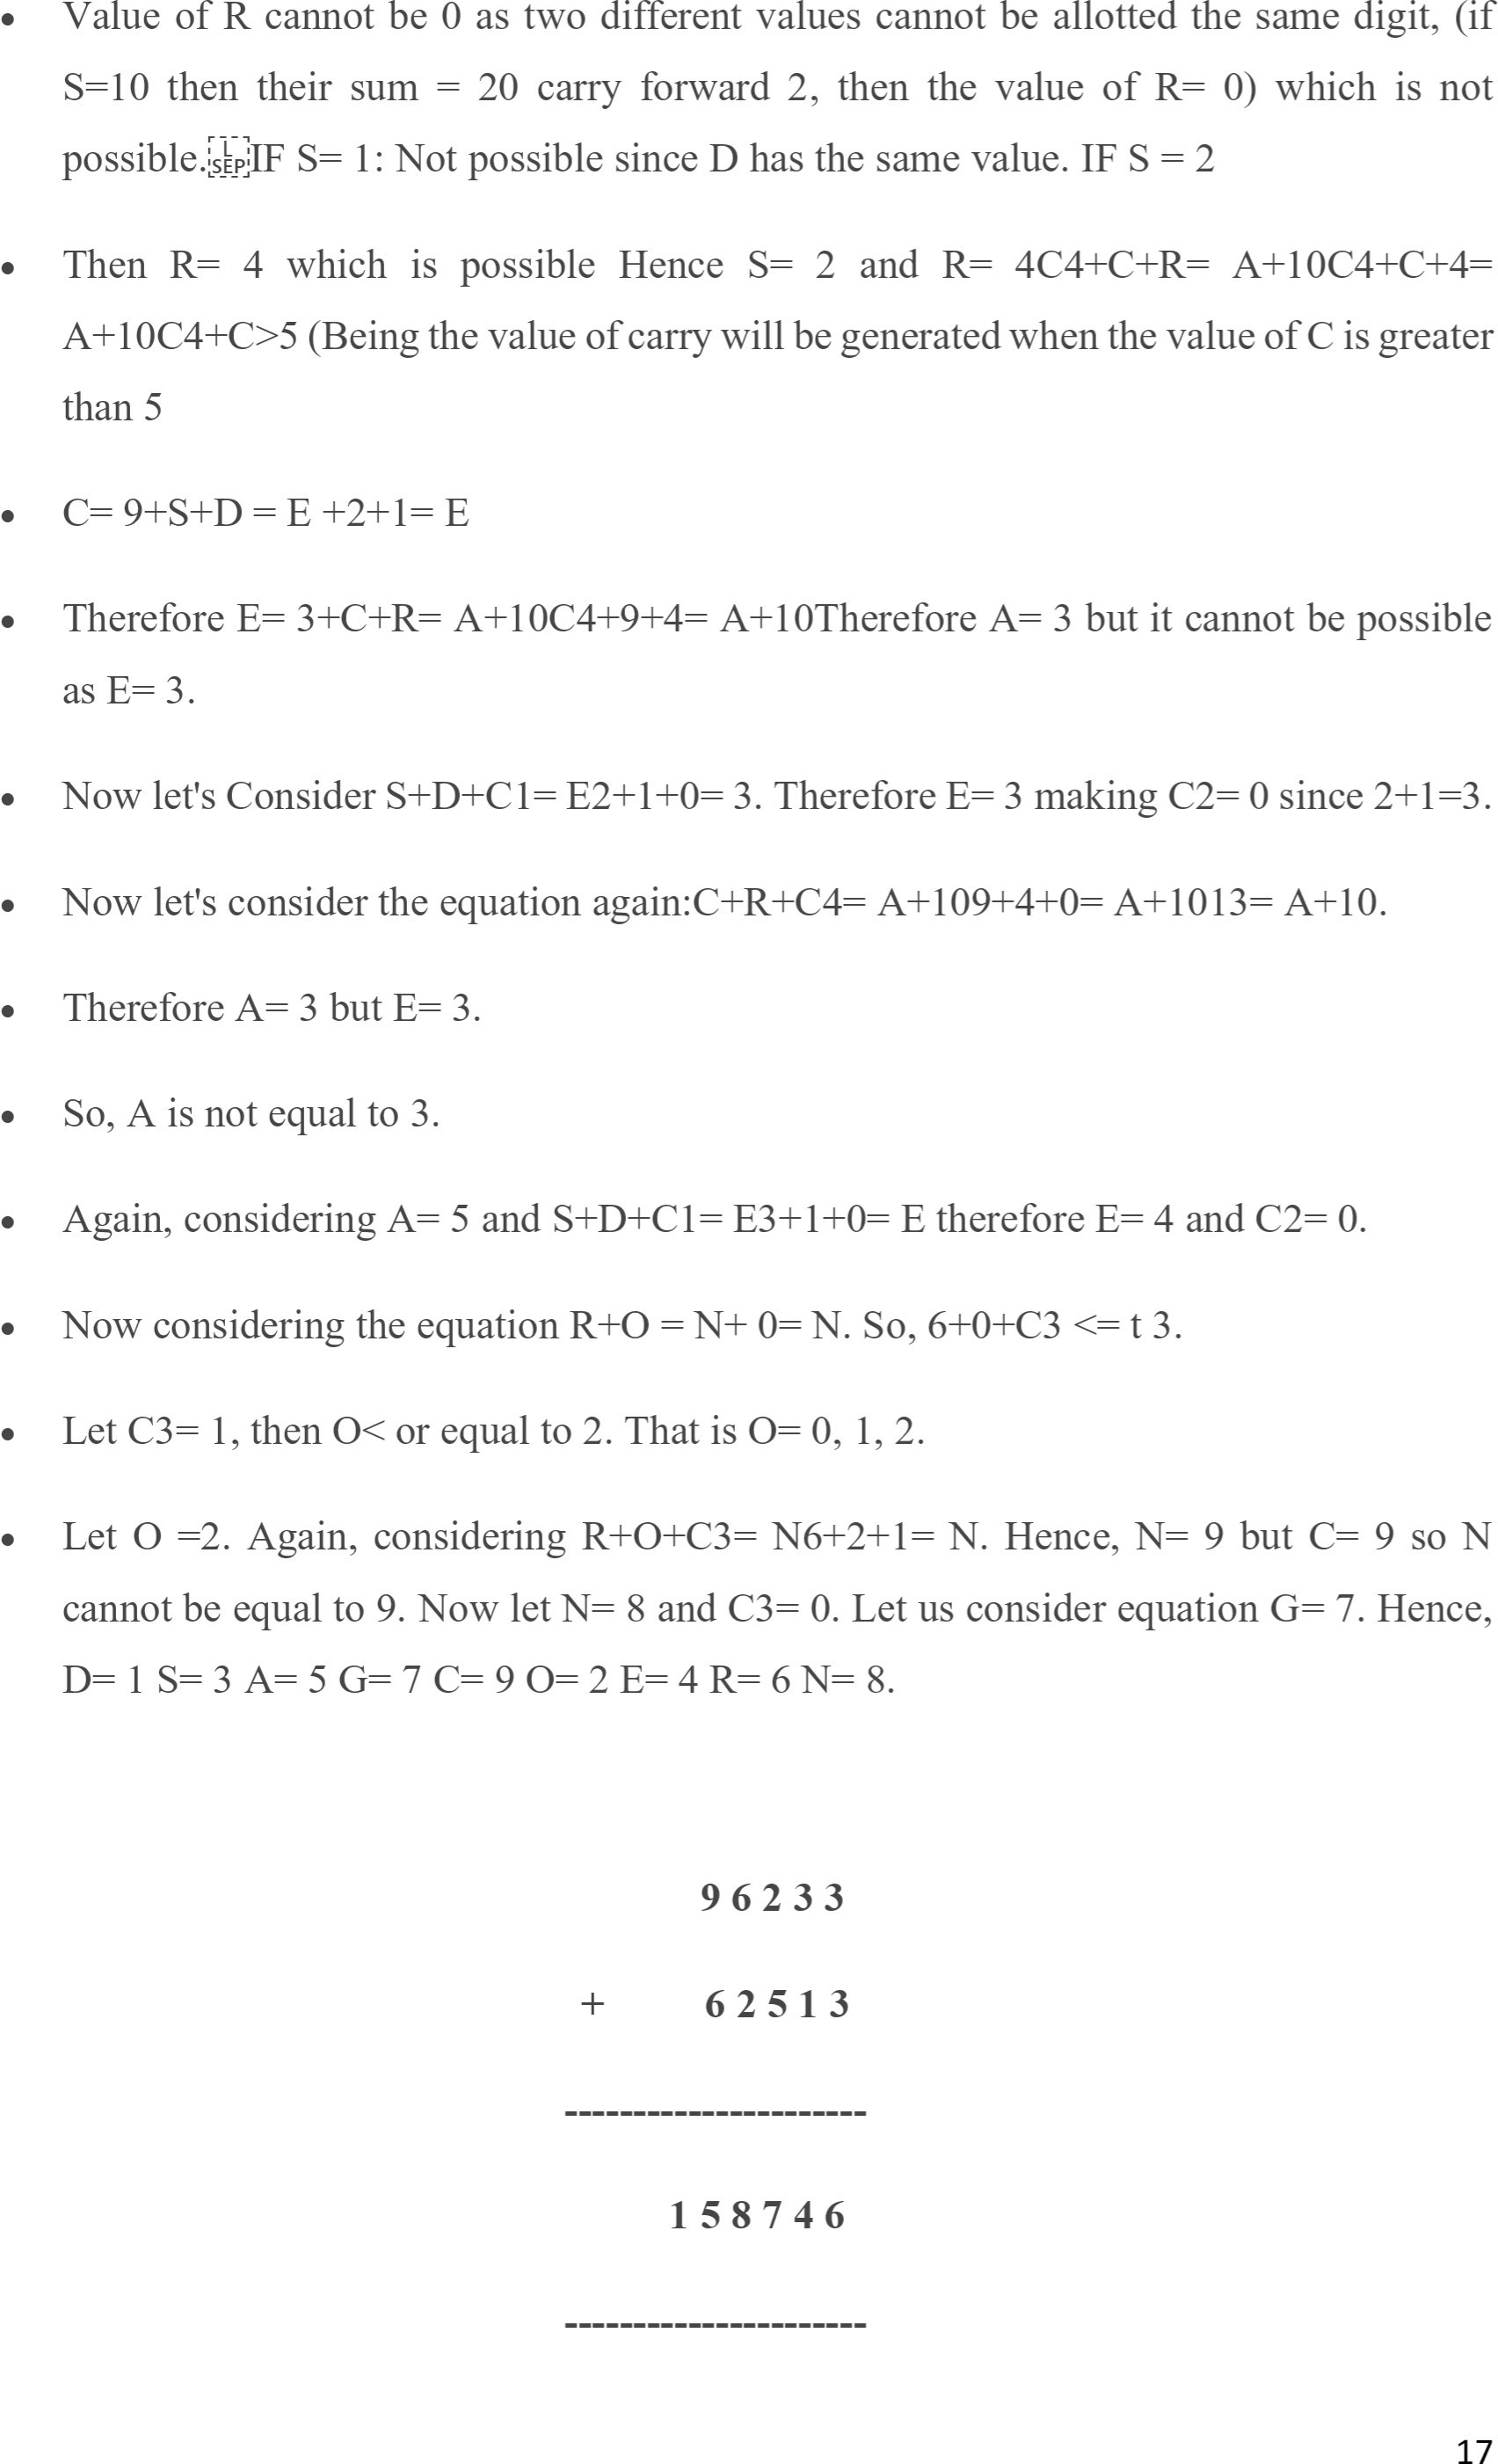 • Value of R cannot be 0 as two different values cannot be allotted the same digit, (if
S=10 then their sum = 20 carry forward 2, then the value of R= 0) which is not
possible.LSEPIF S= 1: Not possible since D has the same value. IF S = 2
• Then R= 4 which is possible Hence S= 2 and R= 4C4+C+R= A+10C4+C+4=
A+10C4+C>5 (Being the value of carry will be generated when the value of C is greater
than 5
• C= 9+S+D = E +2+1= E
• Therefore E= 3+C+R= A+10C4+9+4= A+10Therefore A= 3 but it cannot be possible
as E= 3.
• Now let's Consider S+D+C1= E2+1+0= 3. Therefore E= 3 making C2= 0 since 2+1=3.
• Now let's consider the equation again:C+R+C4= A+109+4+0= A+1013= A+10.
• Therefore A= 3 but E= 3.
• So, A is not equal to 3.
• Again, considering A= 5 and S+D+C1= E3+1+0= E therefore E= 4 and C2= 0.
• Now considering the equation R+O = N+ 0= N. So, 6+0+C3 <= t 3.
• Let C3= 1, then O< or equal to 2. That is O= 0, 1, 2.
• Let O =2. Again, considering R+O+C3= N6+2+1= N. Hence, N= 9 but C= 9 so N
cannot be equal to 9. Now let N= 8 and C3= 0. Let us consider equation G= 7. Hence,
D= 1 S= 3 A= 5 G= 7 C= 9 O= 2 E= 4 R= 6 N= 8.
9 6 2 3 3
+ 6 2 5 1 3
----------------------
1 5 8 7 4 6
----------------------
17